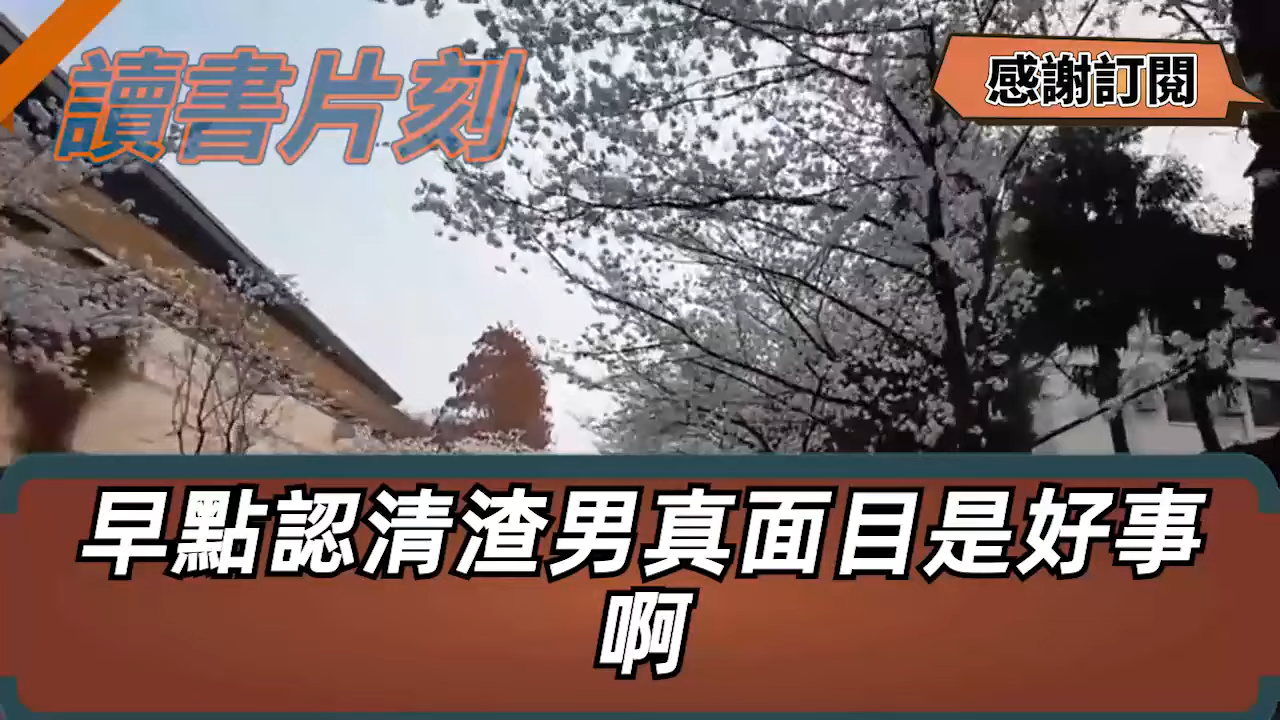 讀書片刻
感謝訂閱
早點認清渣男真面目是好事
啊